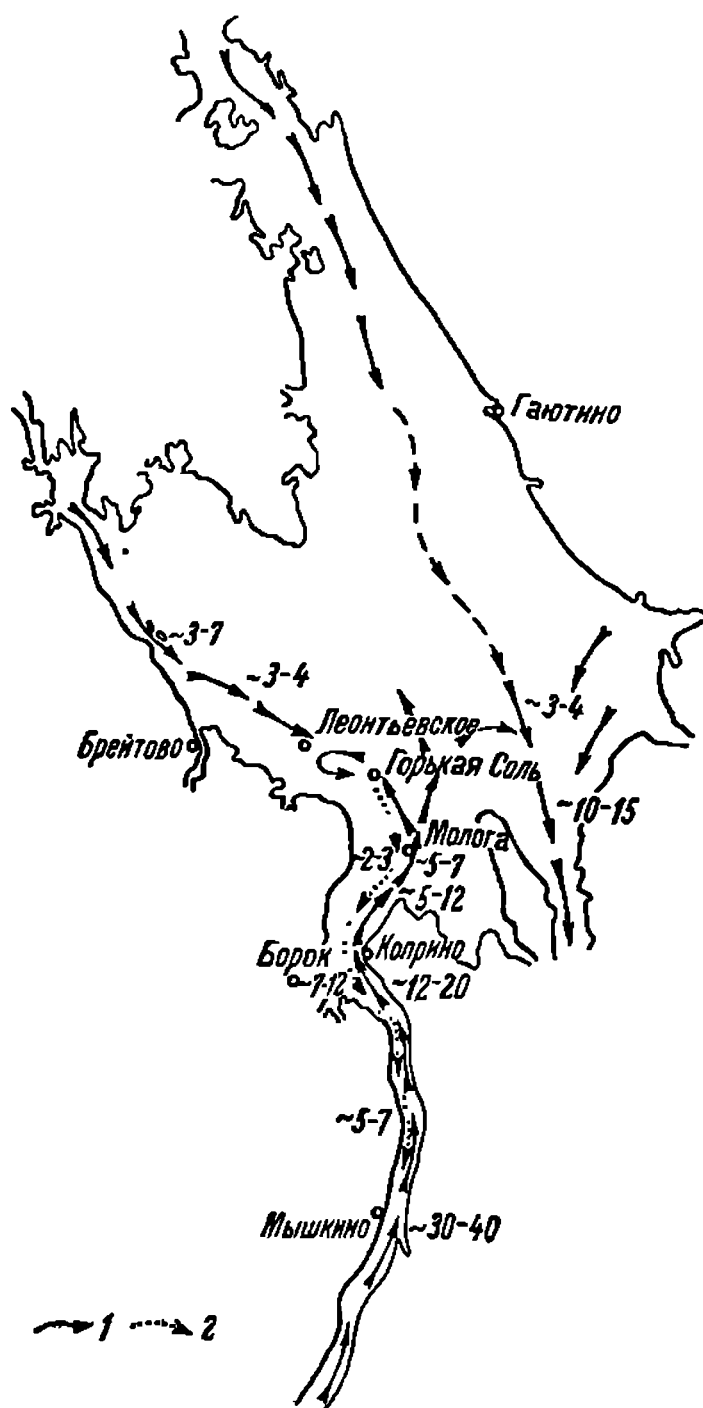 Гаютино
~3-7
~3-4
Леонтьевское
~3-4
Брейтово
Горькая Соль
~10-15
Молога
~2-3
~5-7
~5-12
Борок
Коприно
~7-12
~12-20
~5-7
Мышкино
~30-40
1 2